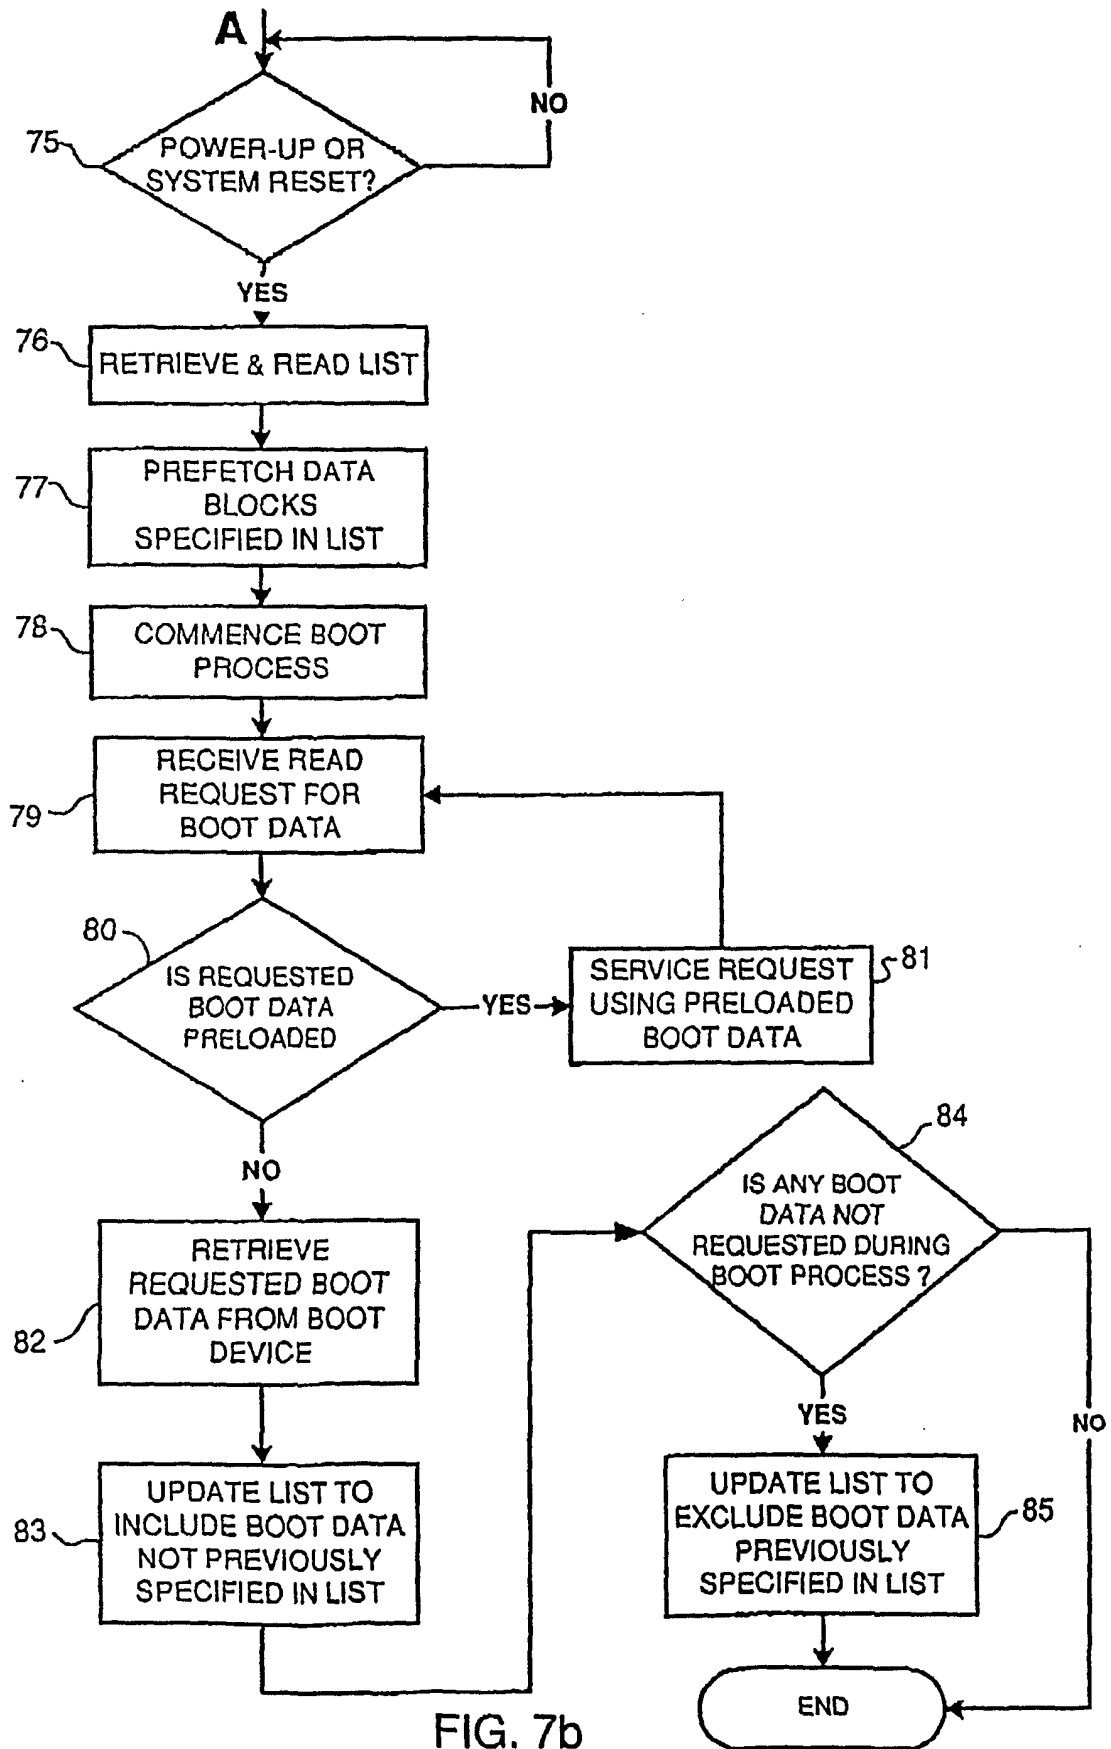 A
NO
75
POWER-UP OR
SYSTEM RESET?
YES
76
RETRIEVE & READ LIST
77
PREFETCH DATA
BLOCKS
SPECIFIED IN LIST
78
COMMENCE BOOT
PROCESS
79
RECEIVE READ
REQUEST FOR
BOOT DATA
80
IS REQUESTED
BOOT DATA
PRELOADED
YES
81
SERVICE REQUEST
USING PRELOADED
BOOT DATA
NO
82
RETRIEVE
REQUESTED BOOT
DATA FROM BOOT
DEVICE
83
UPDATE LIST TO
INCLUDE BOOT DATA
NOT PREVIOUSLY
SPECIFIED IN LIST
84
IS ANY BOOT
DATA NOT
REQUESTED DURING
BOOT PROCESS ?
YES
NO
85
UPDATE LIST TO
EXCLUDE BOOT DATA
PREVIOUSLY
SPECIFIED IN LIST
END
FIG. 7b